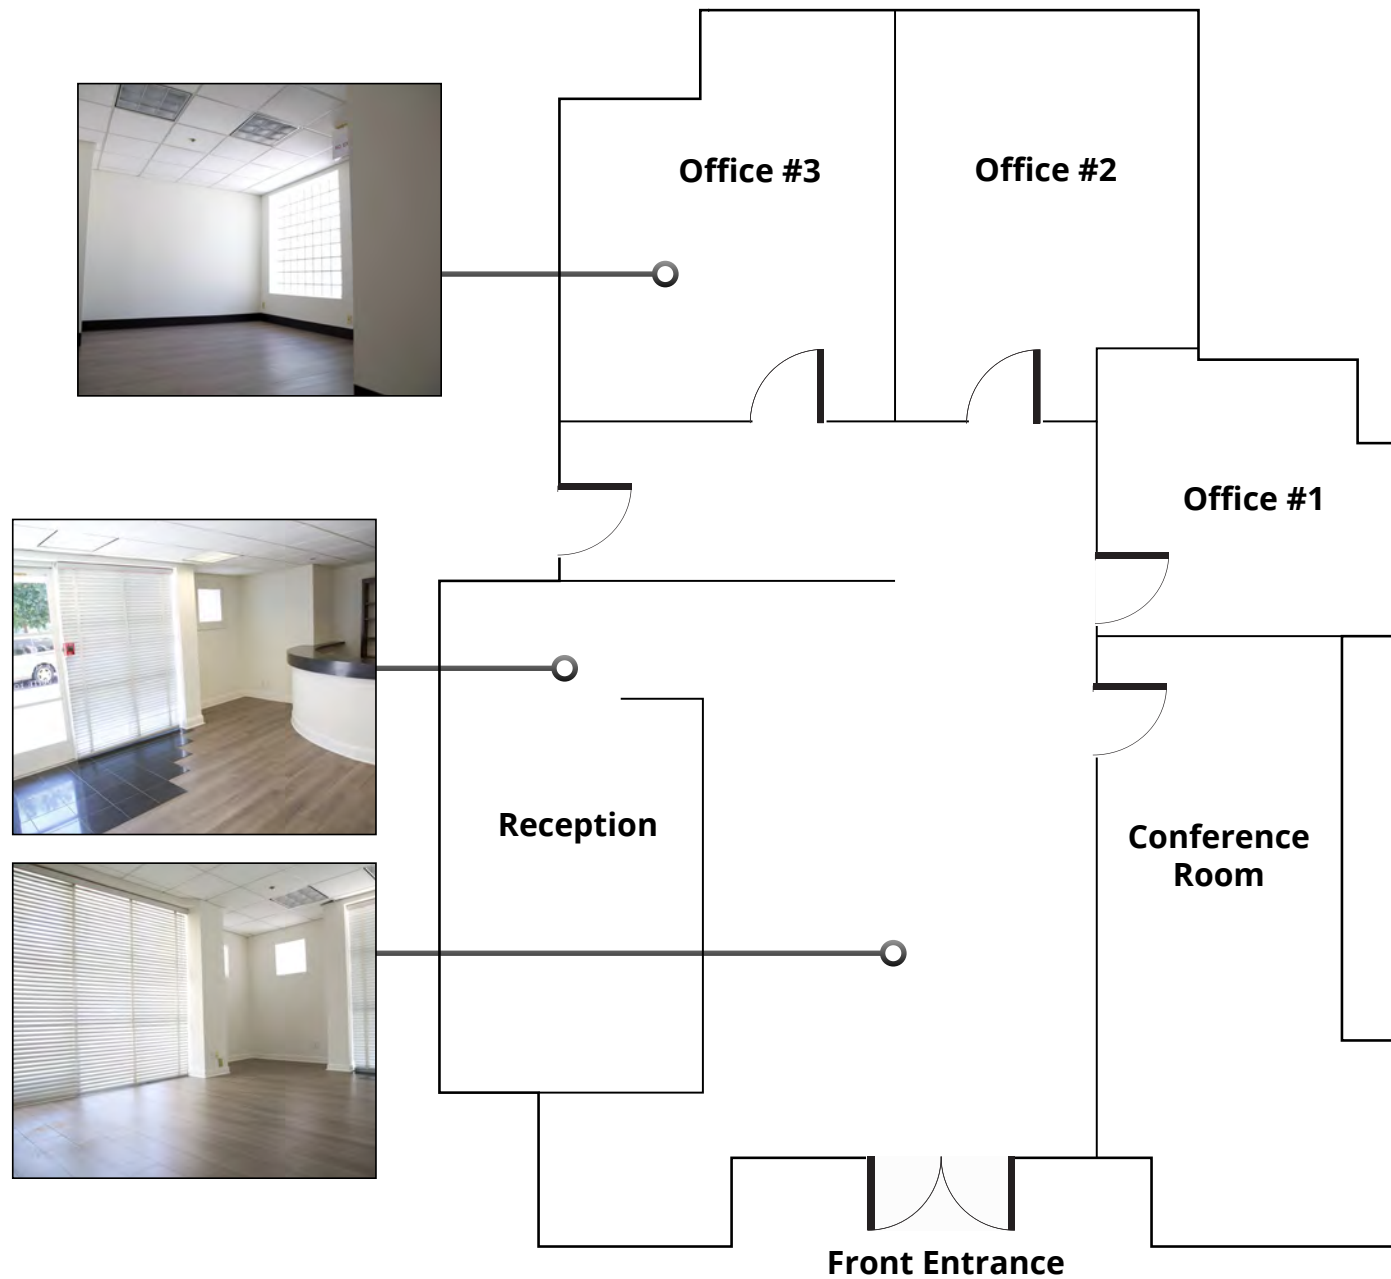 Office #3
Office #2
Office #1
Reception
Conference
Room
Front Entrance